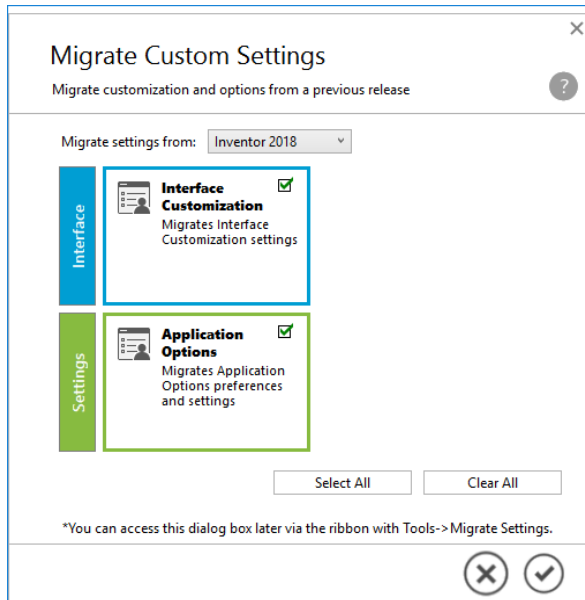 Migrate Custom Settings
Migrate customization and options from a previous release
?
Migrate settings from: Inventor 2018
Interface
Interface
Customization
Migrates Interface
Customization settings
Settings
Application
Options
Migrates Application
Options preferences
and settings
Select All Clear All
*You can access this dialog box later via the ribbon with Tools->Migrate Settings.